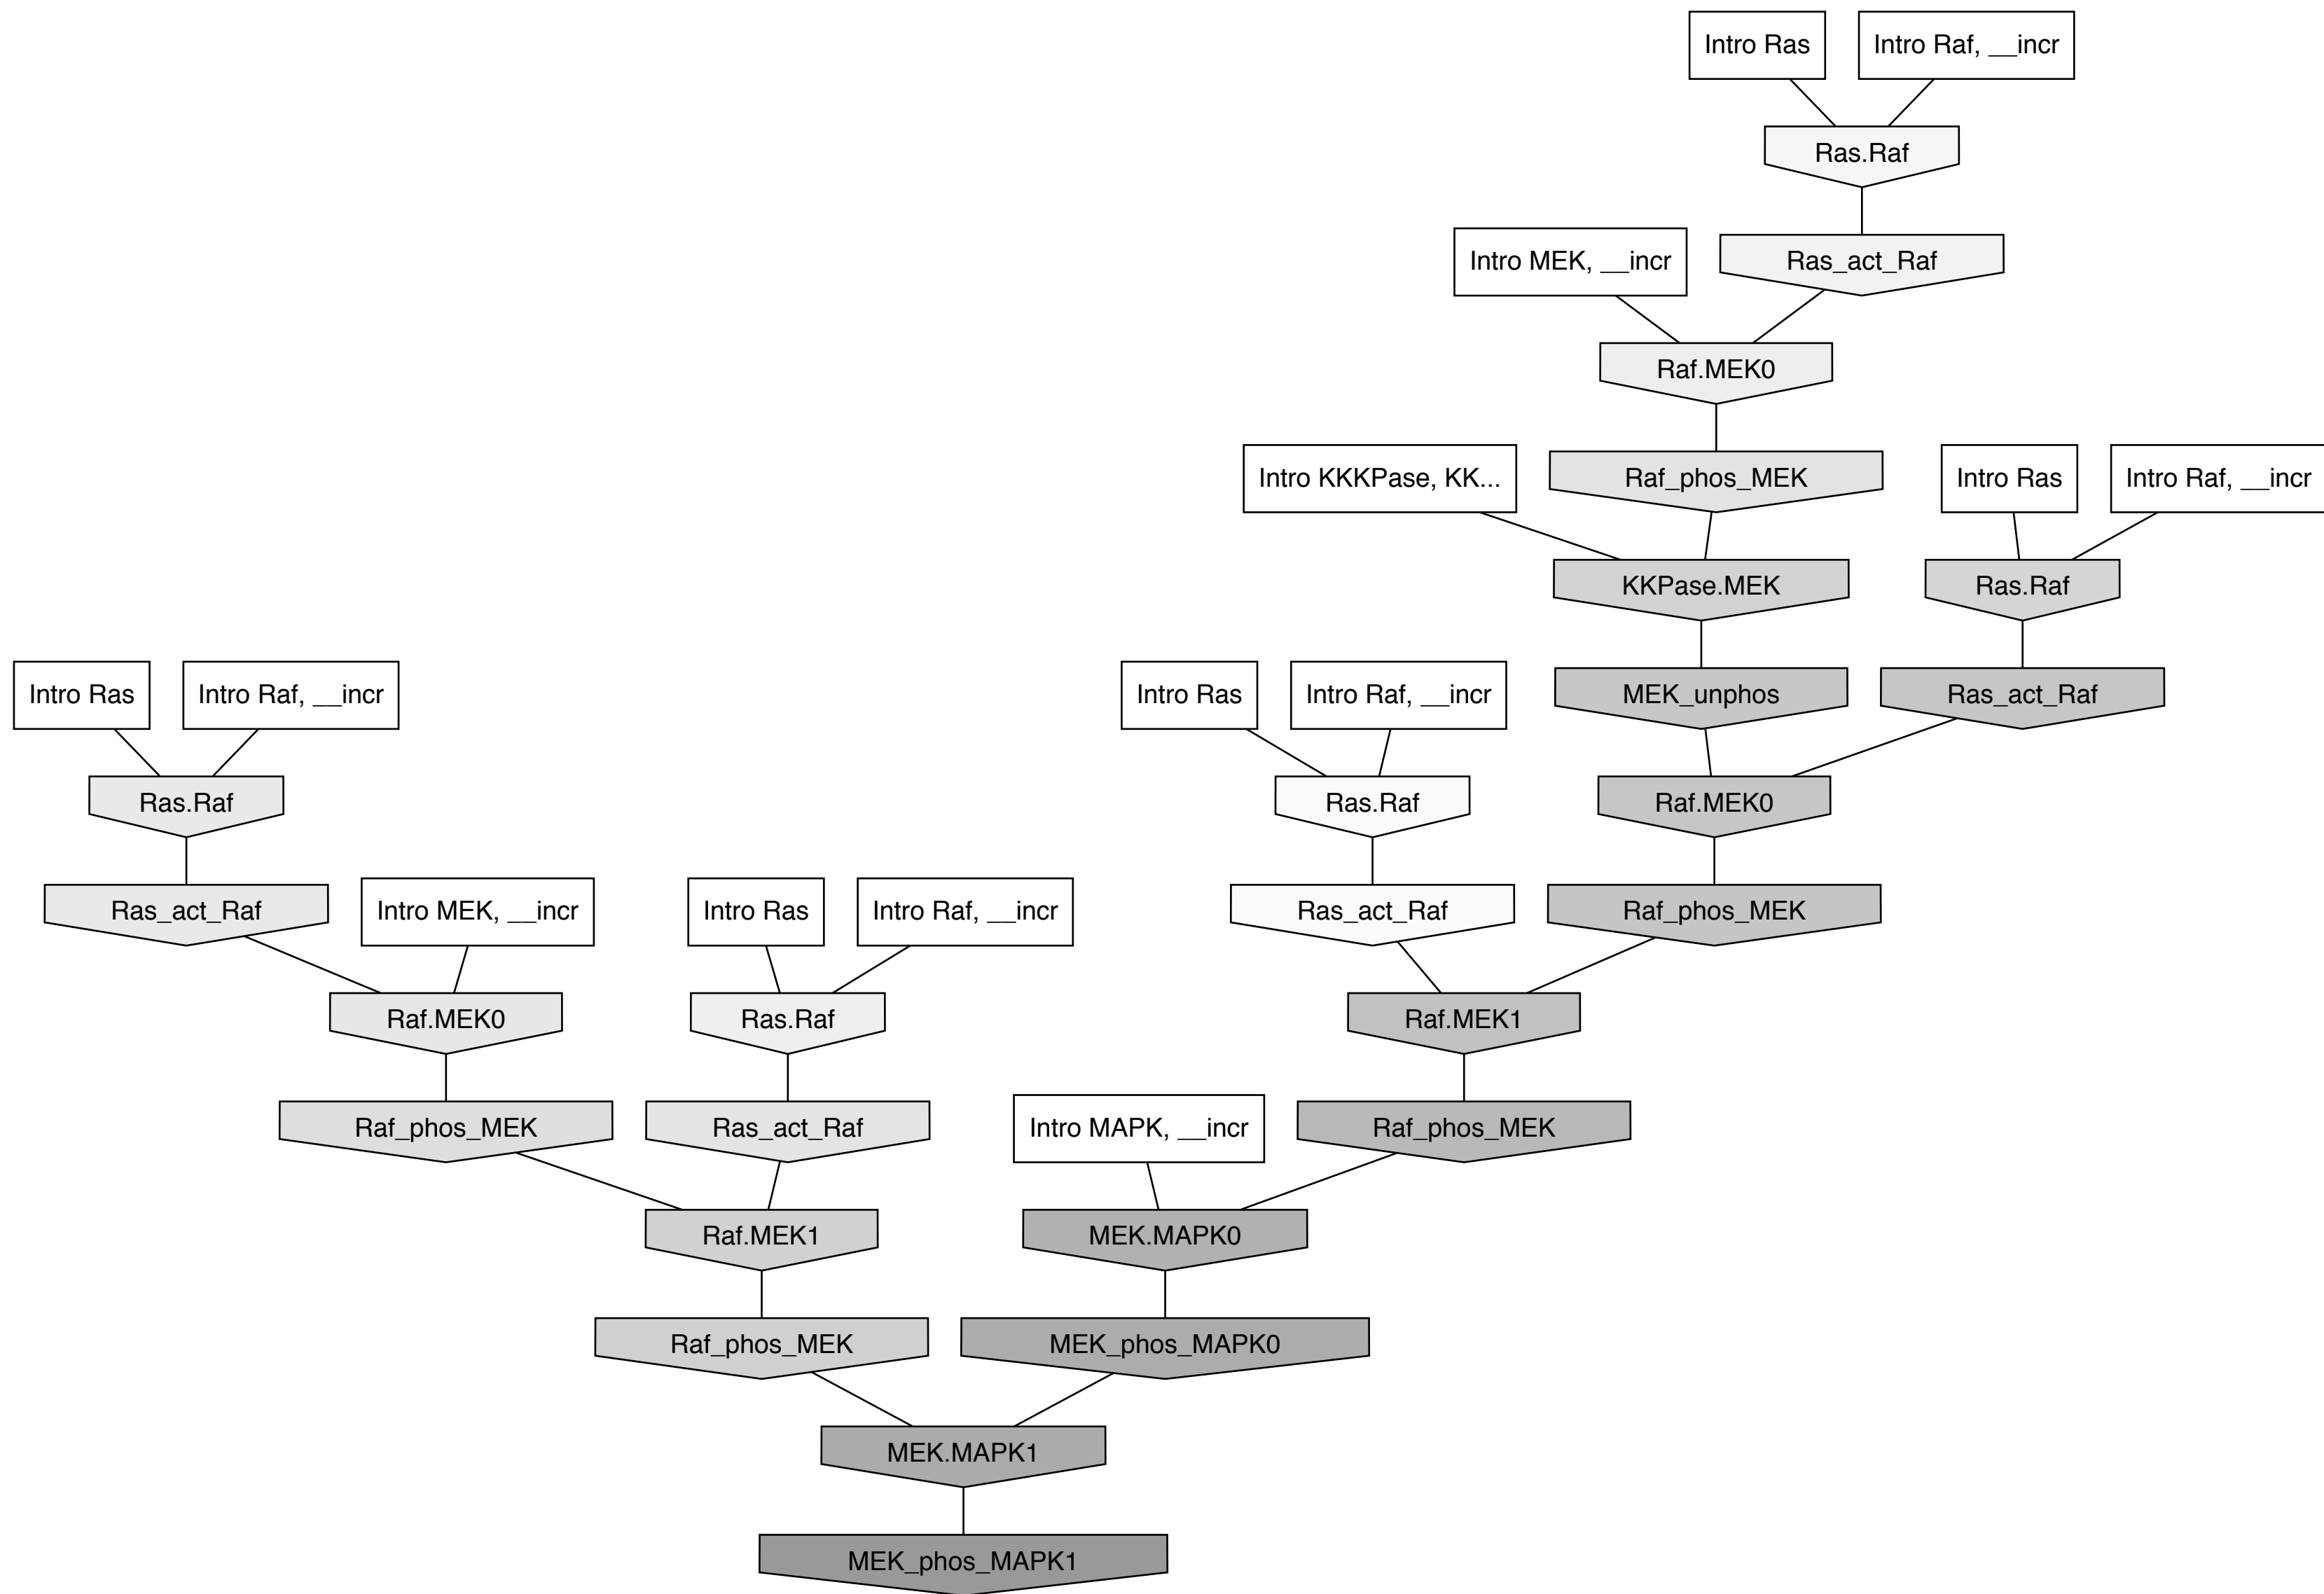 Intro Ras
Intro Raf, __incr
Ras.Raf
Intro MEK, __incr
Ras_act_Raf
Raf.MEK0
Intro KKKPase, KK...
Raf_phos_MEK
Intro Ras
Intro Raf, __incr
KKPase.MEK
Ras.Raf
Intro Ras
Intro Raf, __incr
Intro Ras
Intro Raf, __incr
MEK_unphos
Ras_act_Raf
Ras.Raf
Ras.Raf
Raf.MEK0
Ras_act_Raf
Intro MEK, __incr
Intro Ras
Intro Raf, __incr
Ras_act_Raf
Raf_phos_MEK
Raf.MEK0
Ras.Raf
Raf.MEK1
Raf_phos_MEK
Ras_act_Raf
Intro MAPK, __incr
Raf_phos_MEK
Raf.MEK1
MEK.MAPK0
Raf_phos_MEK
MEK_phos_MAPK0
MEK.MAPK1
MEK_phos_MAPK1